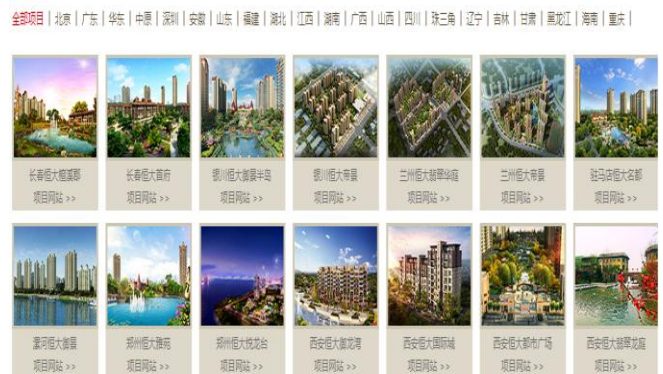 全部项目 | 北京 | 广东 | 华东 | 中原 | 深圳 | 安徽 | 山东 | 福建 | 湖北 | 江西 | 湖南 | 广西 | 山西 | 四川 | 珠三角 | 辽宁 | 吉林 | 甘肃 | 黑龙江 | 海南 | 重庆 |
长春恒大檀溪郡 长春恒大首府 银川恒大御景半岛 银川恒大帝景 兰州恒大翡翠华庭 兰州恒大帝景 驻马店恒大名都
项目网站 >> 项目网站 >> 项目网站 >> 项目网站 >> 项目网站 >> 项目网站 >> 项目网站 >>
漯河恒大御景 郑州恒大雅苑 郑州恒大悦龙台 西安恒大御龙湾 西安恒大国际城 西安恒大都市广场 西安恒大翡翠龙庭
项目网站 >> 项目网站 >> 项目网站 >> 项目网站 >> 项目网站 >> 项目网站 >> 项目网站 >>